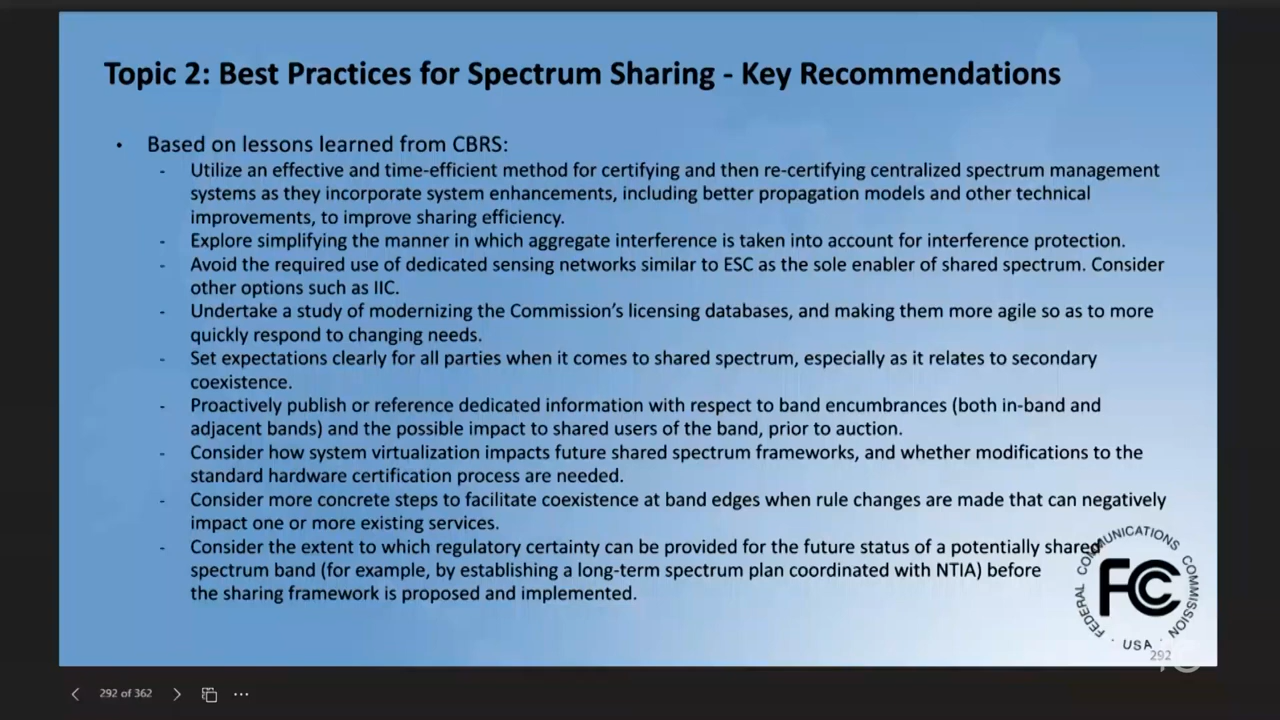 Topic 2: Best Practices for Spectrum Sharing - Key Recommendations
• Based on lessons learned from CBRS:
- Utilize an effective and time-efficient method for certifying and then re-certifying centralized spectrum management
systems as they incorporate system enhancements, including better propagation models and other technical
improvements, to improve sharing efficiency.
- Explore simplifying the manner in which aggregate interference is taken into account for interference protection.
- Avoid the required use of dedicated sensing networks similar to ESC as the sole enabler of shared spectrum. Consider
other options such as IIC.
- Undertake a study of modernizing the Commission's licensing databases, and making them more agile so as to more
quickly respond to changing needs.
- Set expectations clearly for all parties when it comes to shared spectrum, especially as it relates to secondary
coexistence.
- Proactively publish or reference dedicated information with respect to band encumbrances (both in-band and
adjacent bands) and the possible impact to shared users of the band, prior to auction.
- Consider how system virtualization impacts future shared spectrum frameworks, and whether modifications to the
standard hardware certification process are needed.
- Consider more concrete steps to facilitate coexistence at band edges when rule changes are made that can negatively
impact one or more existing services.
- Consider the extent to which regulatory certainty can be provided for the future status of a potentially shared
spectrum band (for example, by establishing a long-term spectrum plan coordinated with NTIA) before
the sharing framework is proposed and implemented.
FEDERAL COMMUNICATIONS COMMISSION · USA ·
FCC
292
292 of 362